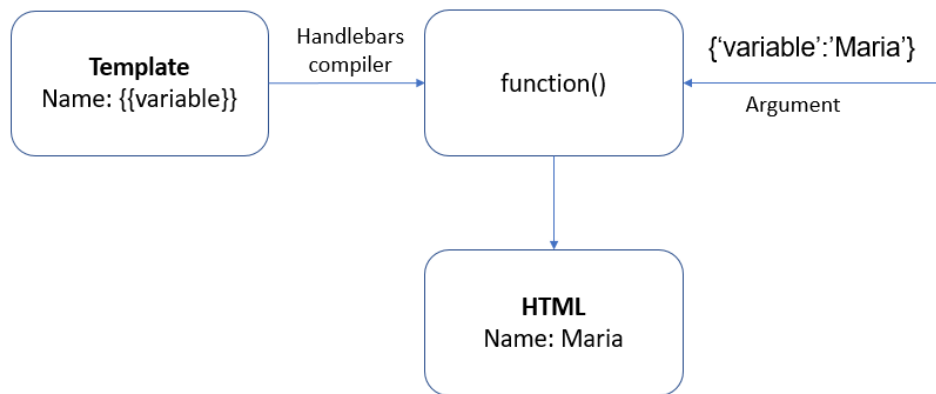 Template
Name: {{variable}}
Handlebars
compiler
function()
{‘variable’:’Maria’}
Argument
HTML
Name: Maria